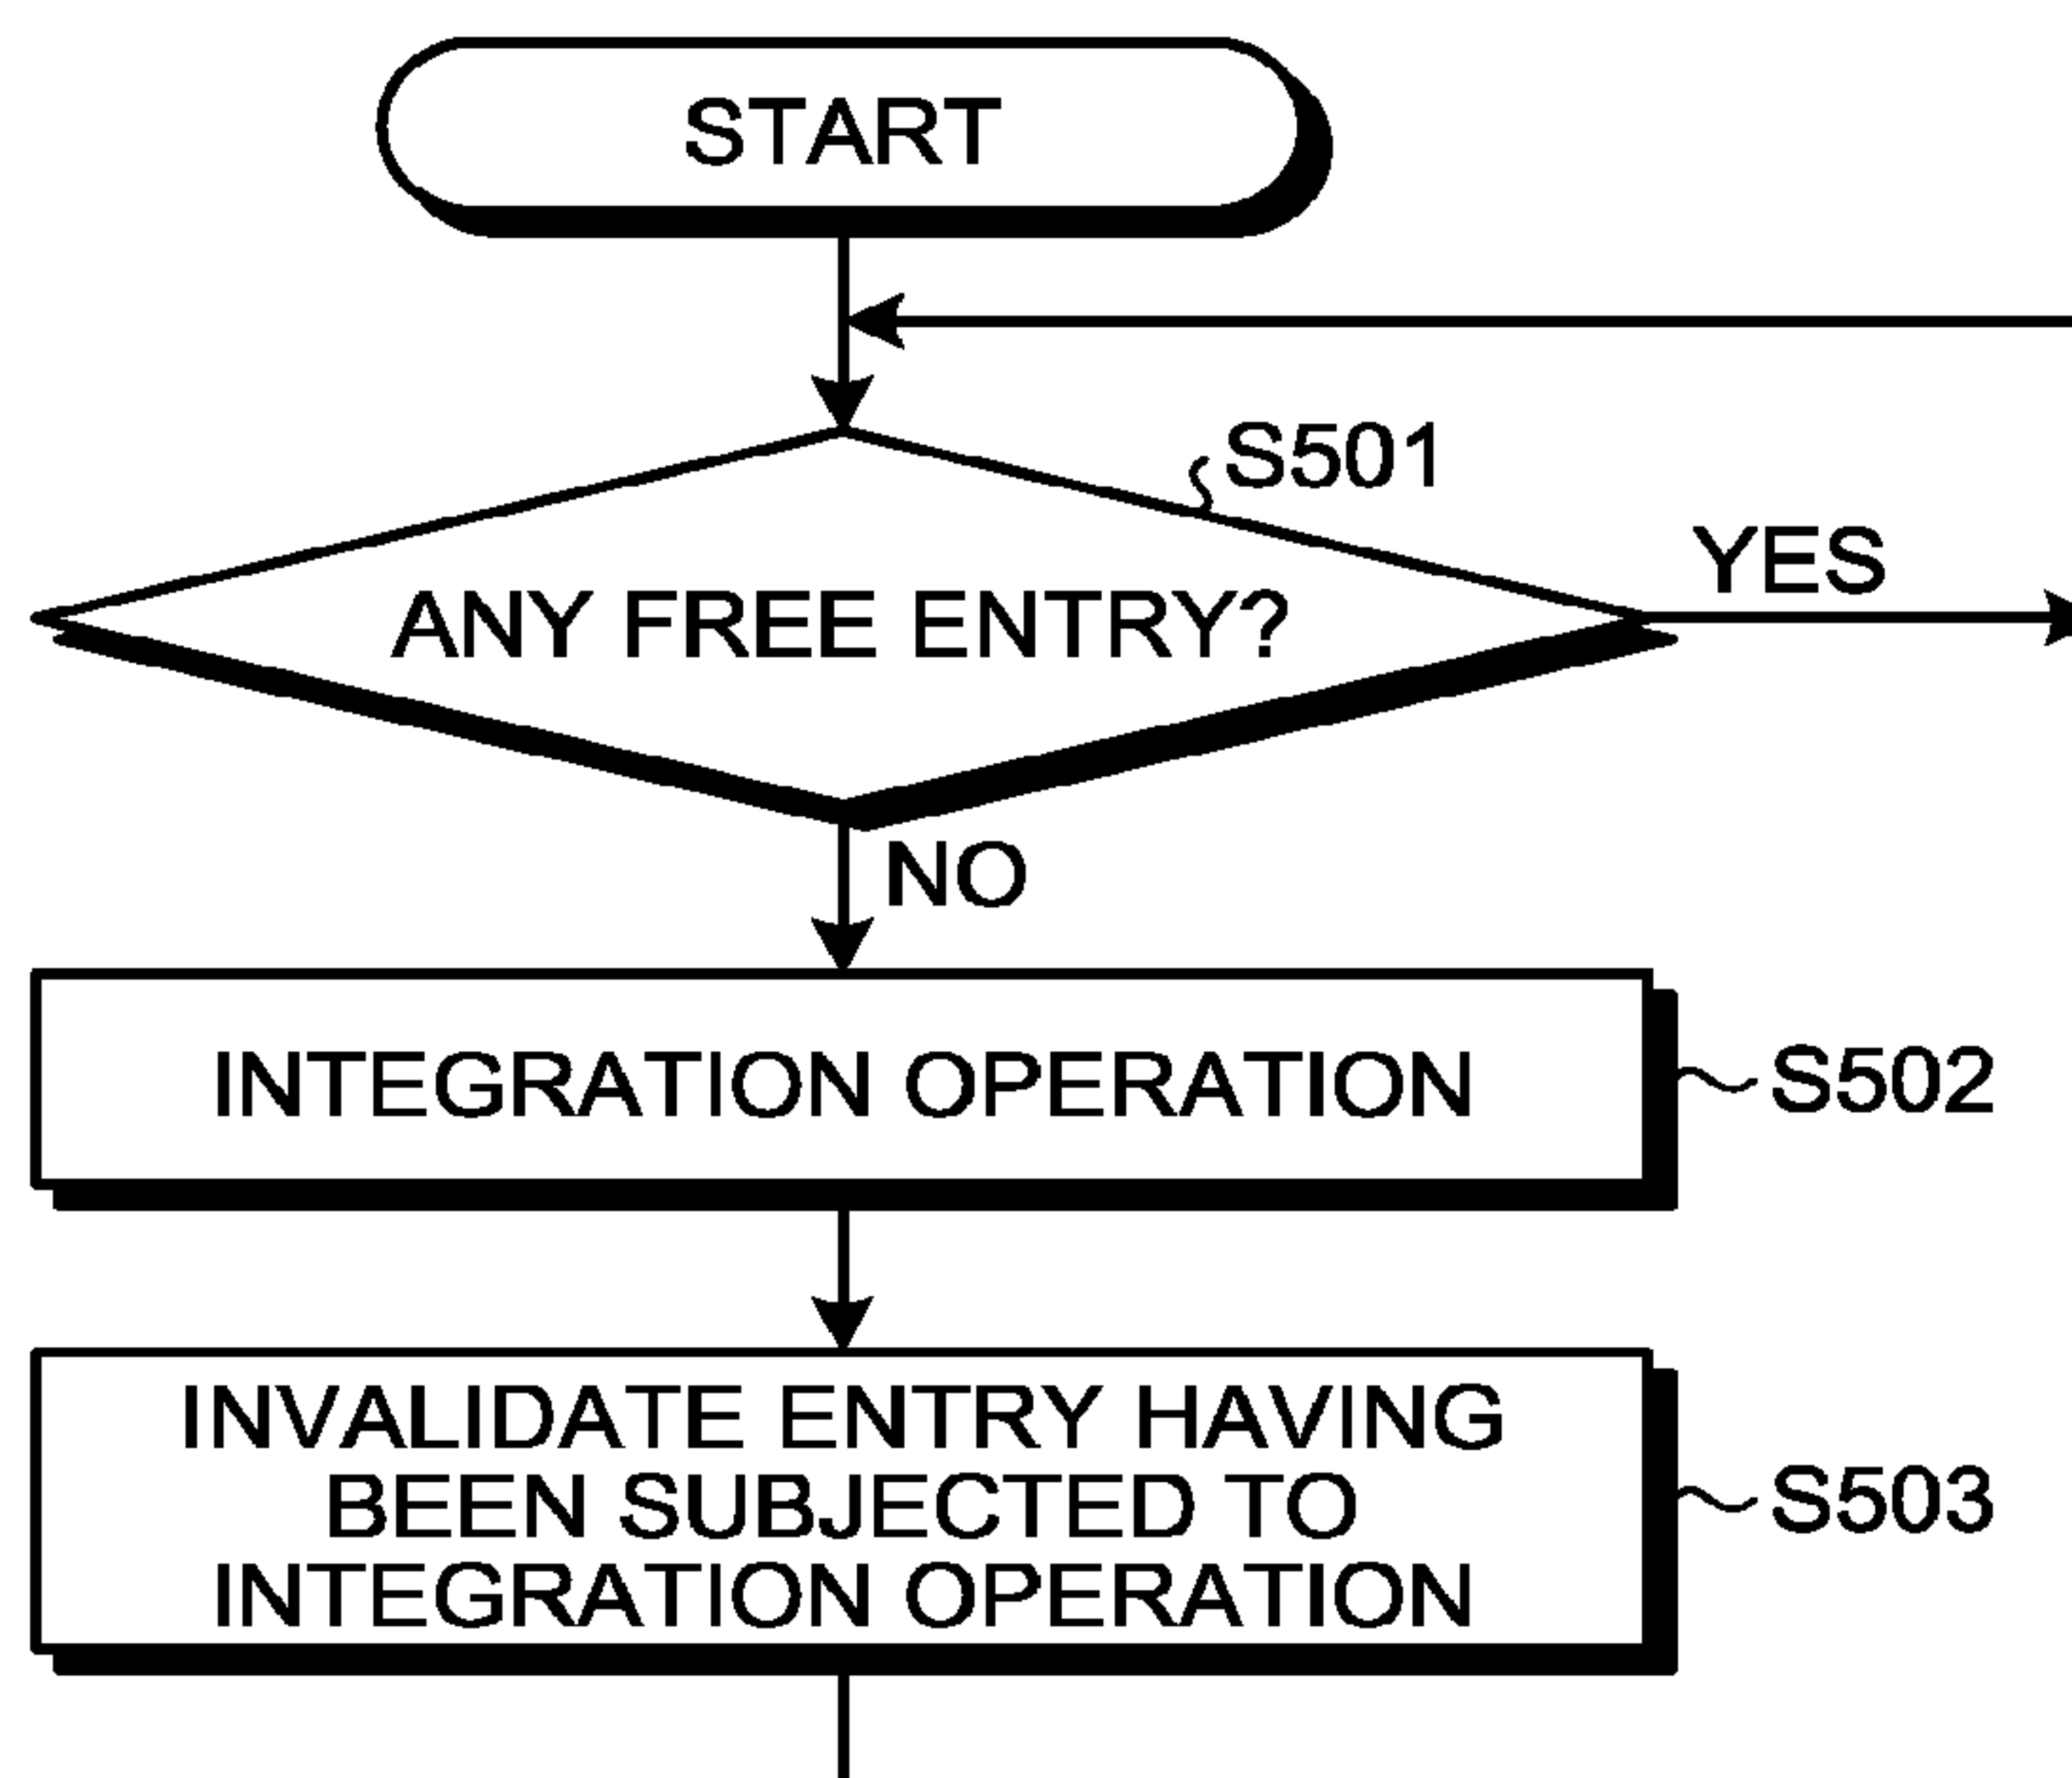 START
S501
YES
ANY FREE ENTRY?
NO
INTEGRATION OPERATION
S502
INVALIDATE ENTRY HAVING
BEEN SUBJECTED TO
INTEGRATION OPERATION
S503